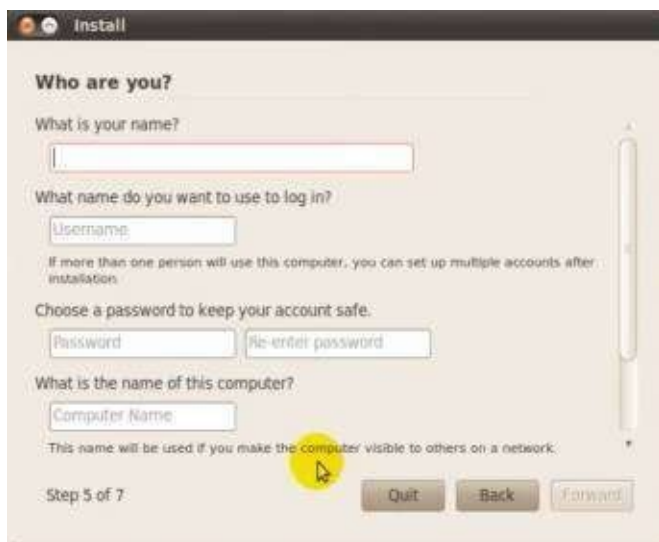 Install
Who are you?
What is your name?
What name do you want to use to log in?
Username
If more than one person will use this computer, you can set up multiple accounts after
installation.
Choose a password to keep your account safe.
Password Re-enter password
What is the name of this computer?
Computer Name
This name will be used if you make the computer visible to others on a network.
Step 5 of 7 Quit Back Forward